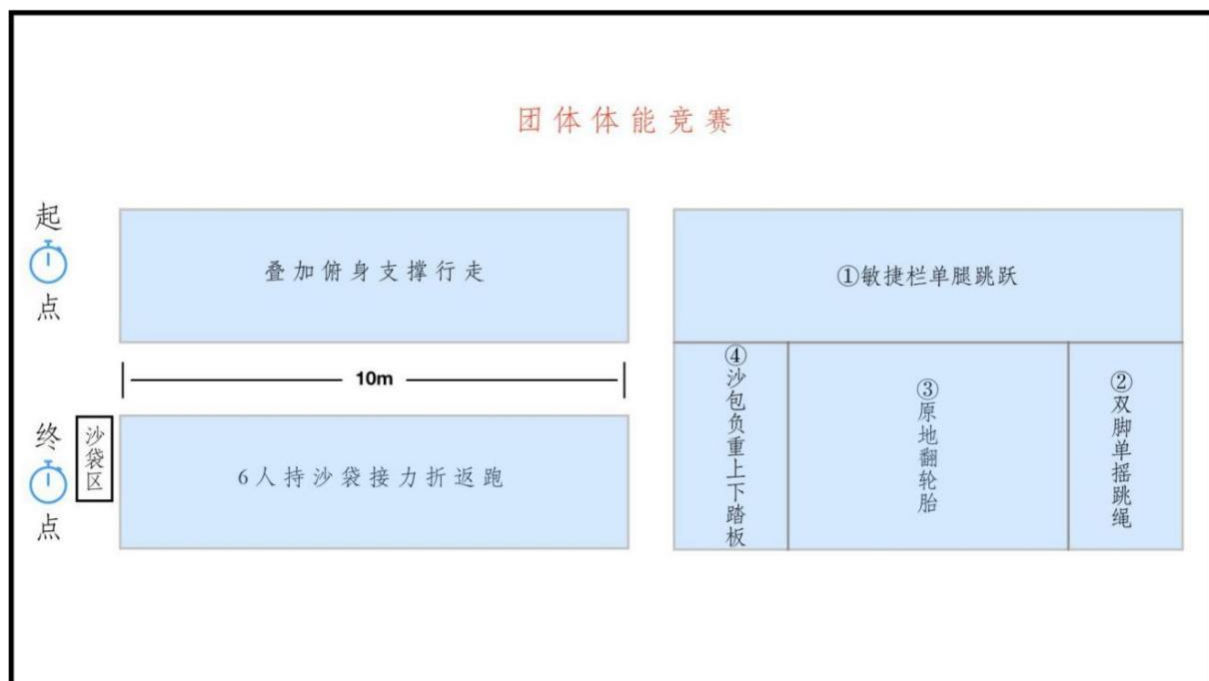 团体体能竞赛
起点
叠加俯身支撑行走
①敏捷栏单腿跳跃
10m
④沙包负重上下踏板
③原地翻轮胎
②双脚单摇跳绳
终点
沙袋区
6人持沙袋接力折返跑